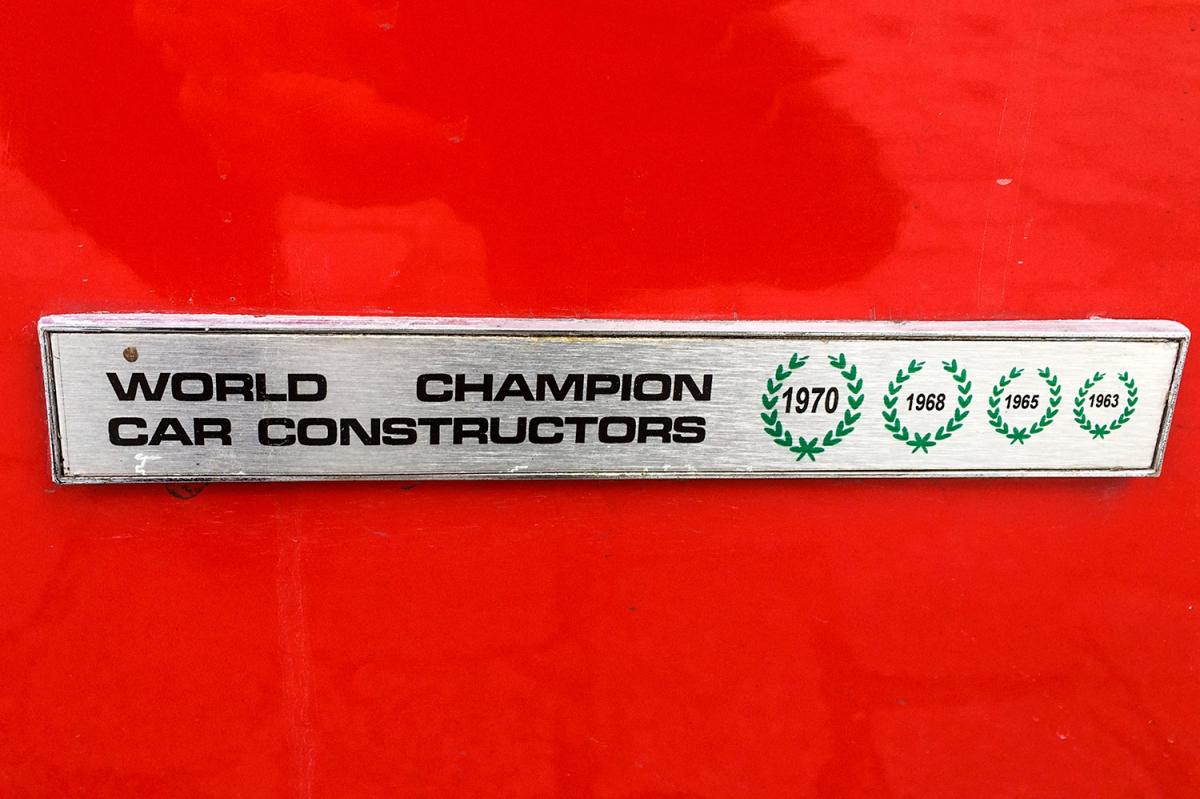 WORLD CHAMPION
CAR CONSTRUCTORS
1970 1968 1965 1963